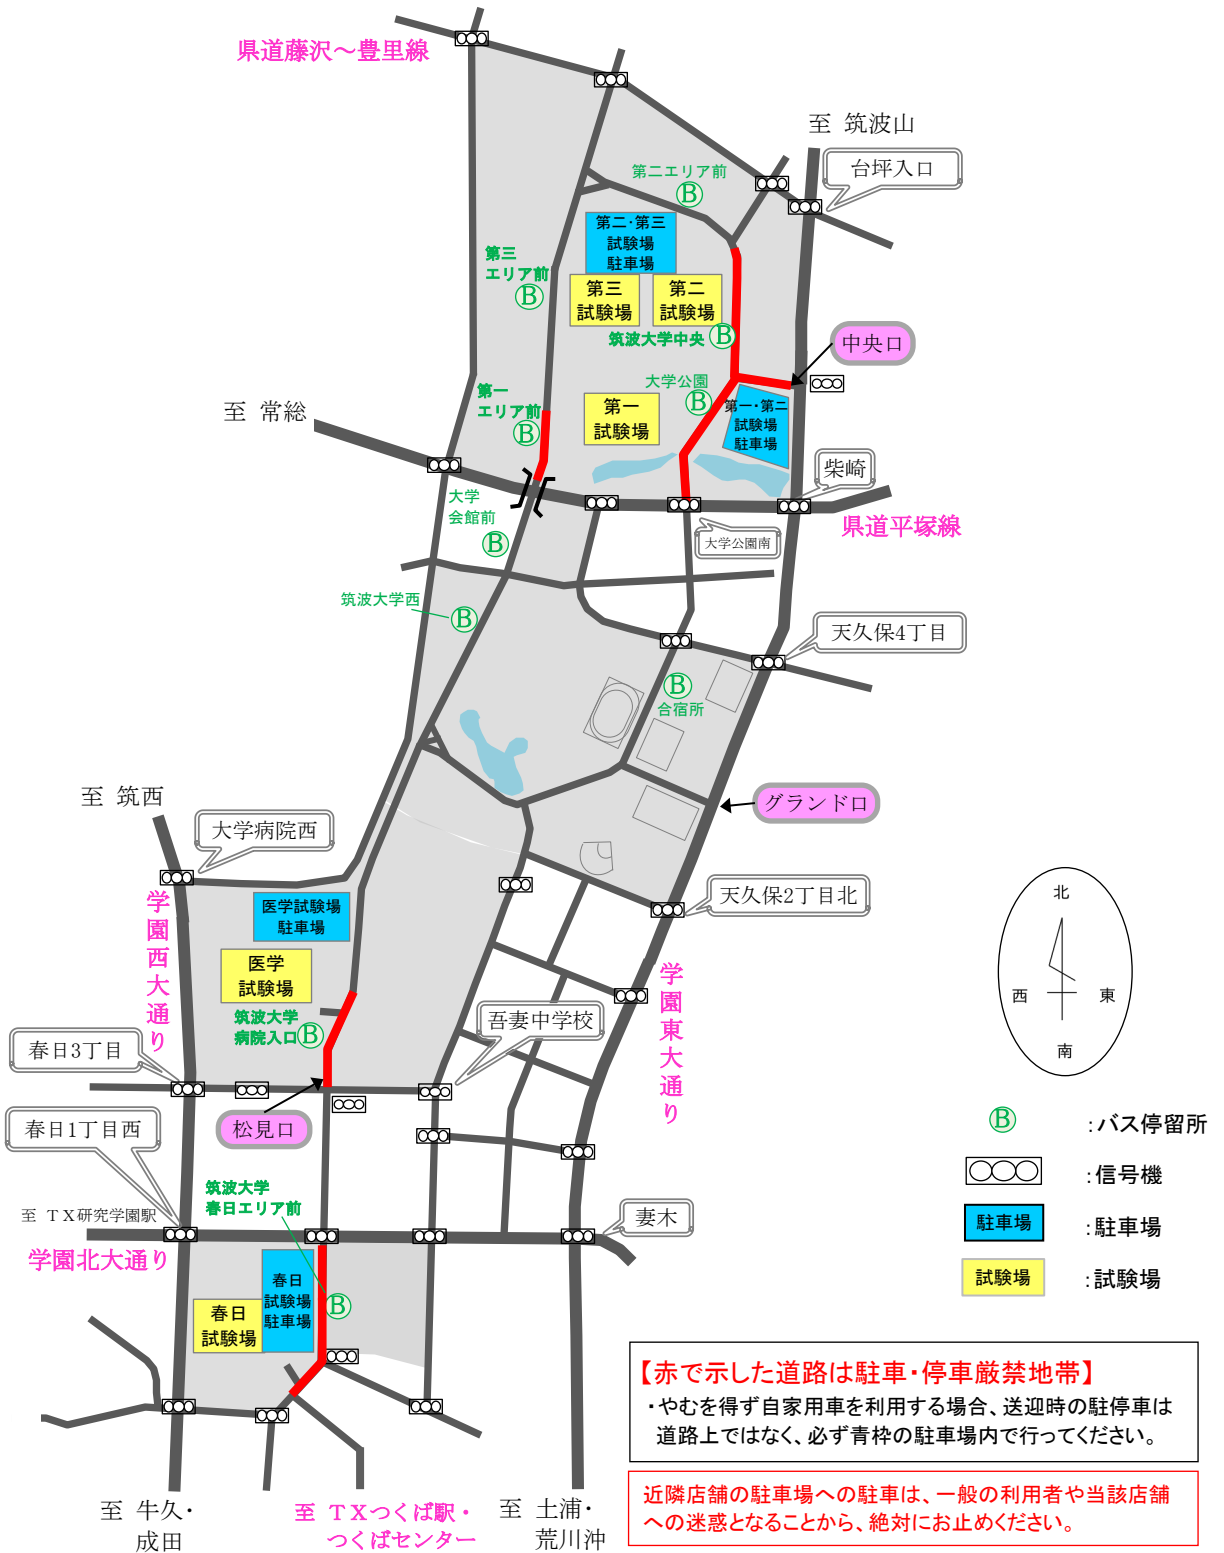 県道藤沢～豊里線
至 筑波山
台坪入口
第二エリア前
B
第二・第三
試験場
駐車場
第三
エリア前
B
第三
試験場
第二
試験場
筑波大学中央
B
中央口
大学公園
B
第一
エリア前
B
第一
試験場
第一・第二
試験場
駐車場
至 常総
柴崎
大学
会館前
B
県道平塚線
大学公園南
筑波大学西
B
天久保4丁目
B
合宿所
至 筑西
グランド口
大学病院西
学園西大通り
医学試験場
駐車場
天久保2丁目北
北
西
東
南
医学
試験場
学園東大通り
筑波大学
病院入口
B
吾妻中学校
春日3丁目
松見口
春日1丁目西
B
:バス停留所
:信号機
筑波大学
春日エリア前
至 ＴＸ研究学園駅
妻木
駐車場
:駐車場
学園北大通り
春日
試験場
駐車場
B
春日
試験場
試験場
:試験場
【赤で示した道路は駐車・停車厳禁地帯】
・やむを得ず自家用車を利用する場合、送迎時の駐停車は
道路上ではなく、必ず青枠の駐車場内で行ってください。
近隣店舗の駐車場への駐車は、一般の利用者や当該店舗
への迷惑となることから、絶対にお止めください。
至 牛久・
成田
至 ＴＸつくば駅・
つくばセンター
至 土浦・
荒川沖